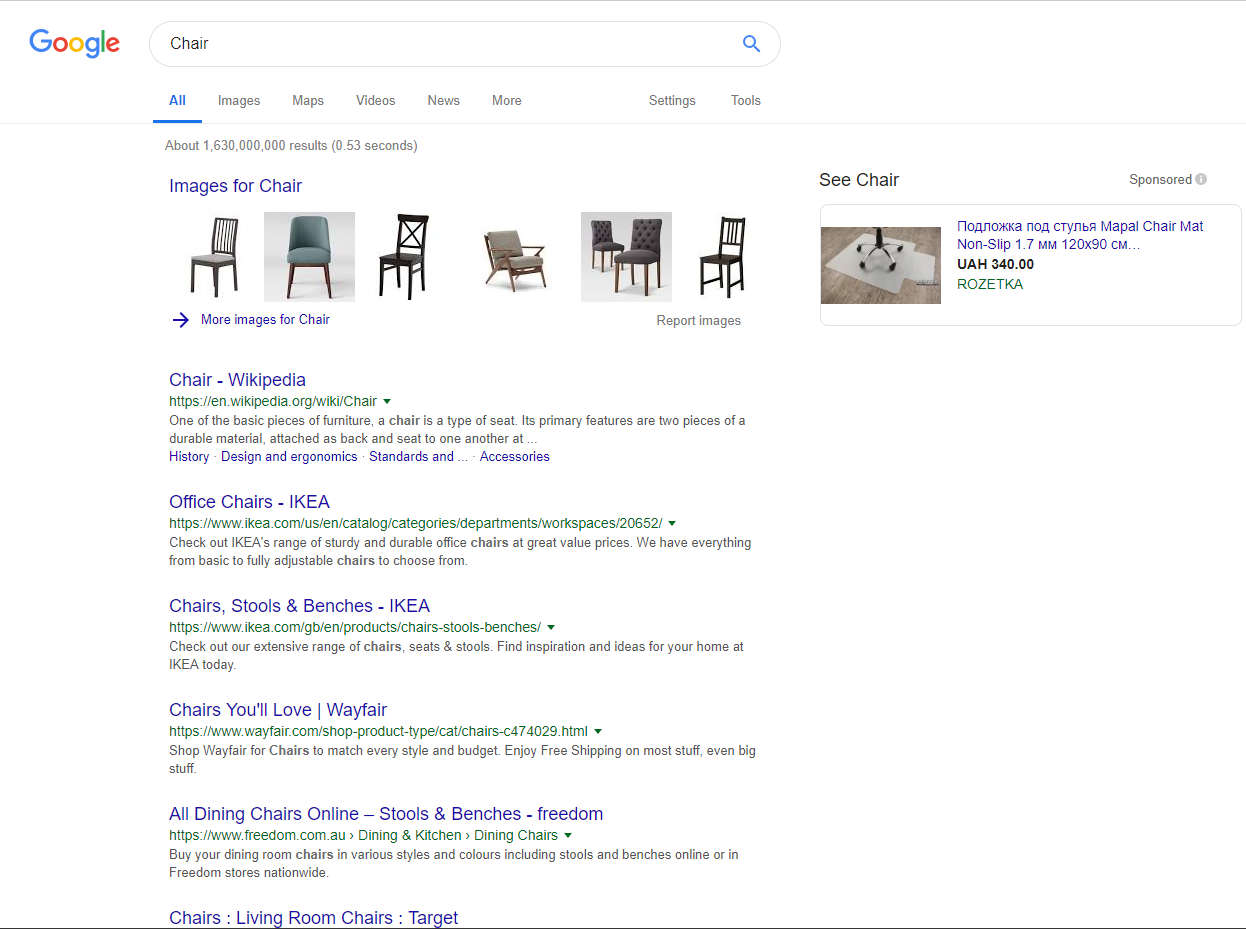 Google
Chair
All
Images
Maps
Videos
News
More
Settings
Tools
About 1,630,000,000 results (0.53 seconds)
Images for Chair
More images for Chair
Report images
Chair - Wikipedia
https://en.wikipedia.org/wiki/Chair
One of the basic pieces of furniture, a chair is a type of seat. Its primary features are two pieces of a
durable material, attached as back and seat to one another at ...
History · Design and ergonomics · Standards and ... · Accessories
Office Chairs - IKEA
https://www.ikea.com/us/en/catalog/categories/departments/workspaces/20652/
Check out IKEA's range of sturdy and durable office chairs at great value prices. We have everything
from basic to fully adjustable chairs to choose from.
Chairs, Stools & Benches - IKEA
https://www.ikea.com/gb/en/products/chairs-stools-benches/
Check out our extensive range of chairs, seats & stools. Find inspiration and ideas for your home at
IKEA today.
Chairs You'll Love | Wayfair
https://www.wayfair.com/shop-product-type/cat/chairs-c474029.html
Shop Wayfair for Chairs to match every style and budget. Enjoy Free Shipping on most stuff, even big
stuff.
All Dining Chairs Online – Stools & Benches - freedom
https://www.freedom.com.au › Dining & Kitchen › Dining Chairs
Buy your dining room chairs in various styles and colours including stools and benches online or in
Freedom stores nationwide.
Chairs : Living Room Chairs : Target
See Chair
Sponsored
Подложка под стулья Mapal Chair Mat
Non-Slip 1.7 мм 120x90 см…
UAH 340.00
ROZETKA